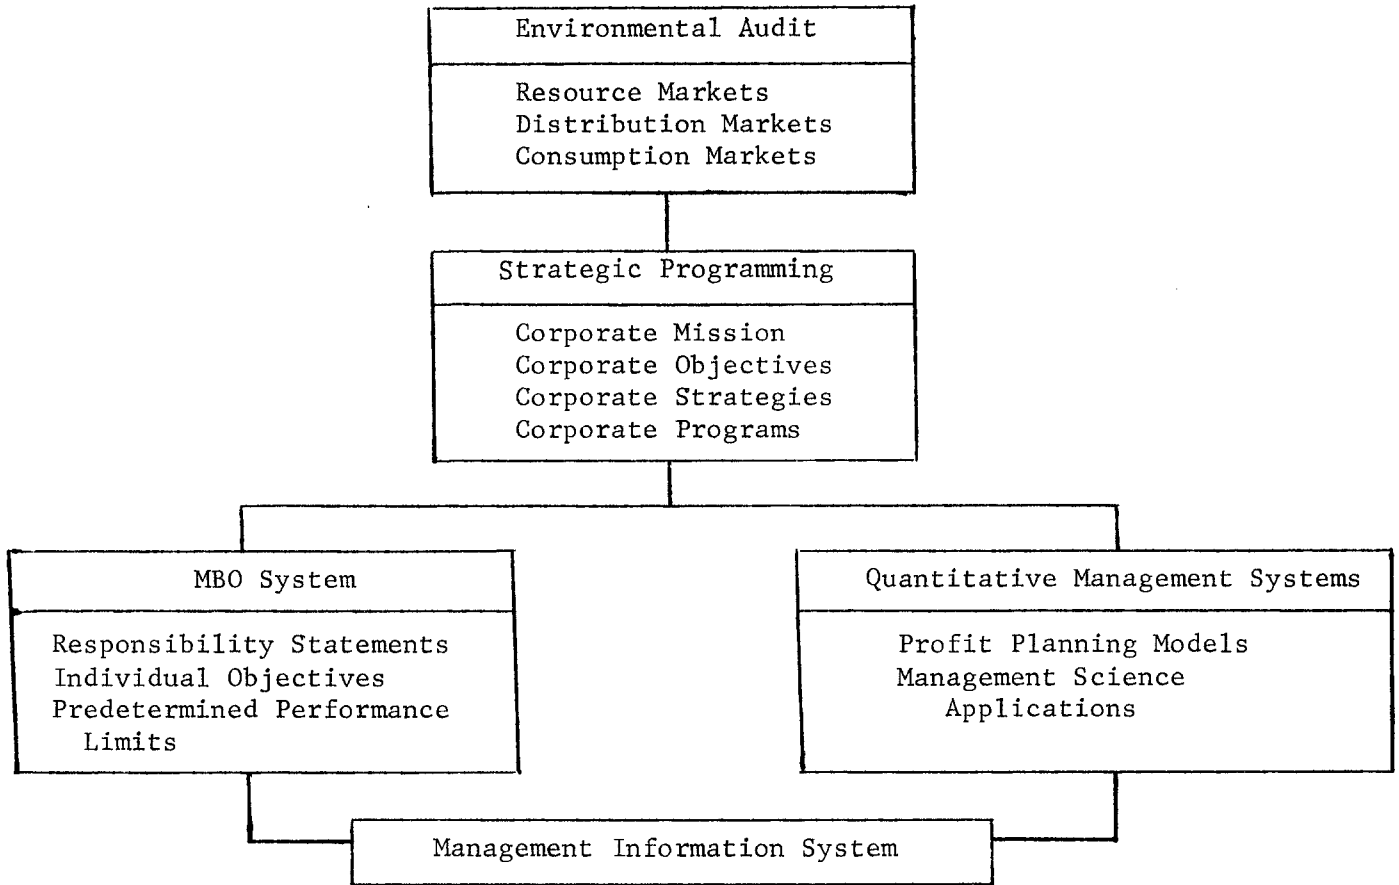 Environmental Audit
Resource Markets
Distribution Markets
Consumption Markets
Strategic Programming
Corporate Mission
Corporate Objectives
Corporate Strategies
Corporate Programs
MBO System
Responsibility Statements
Individual Objectives
Predetermined Performance
Limits
Quantitative Management Systems
Profit Planning Models
Management Science
Applications
Management Information System